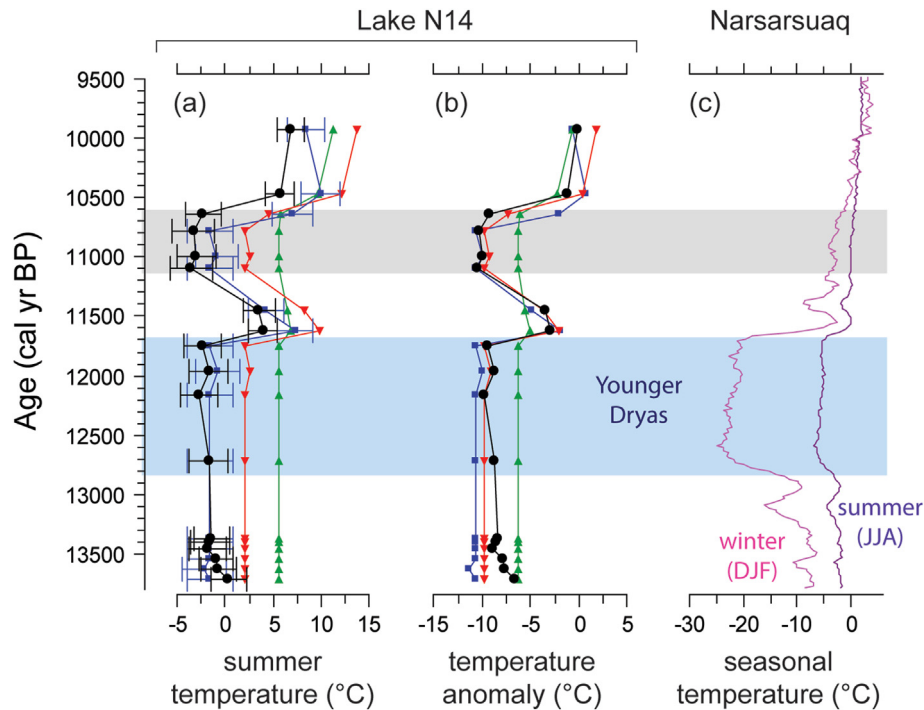 Lake N14
Narsarsuaq
(a)
(b)
(c)
Age (cal yr BP)
9500
10000
10500
11000
11500
12000
12500
13000
13500
Younger
Dryas
winter
(DJF)
summer
(JJA)
-5 0 5 10 15
-15 -10 -5 0 5
-30 -20 -10 0
summer
temperature (°C)
temperature
anomaly (°C)
seasonal
temperature (°C)